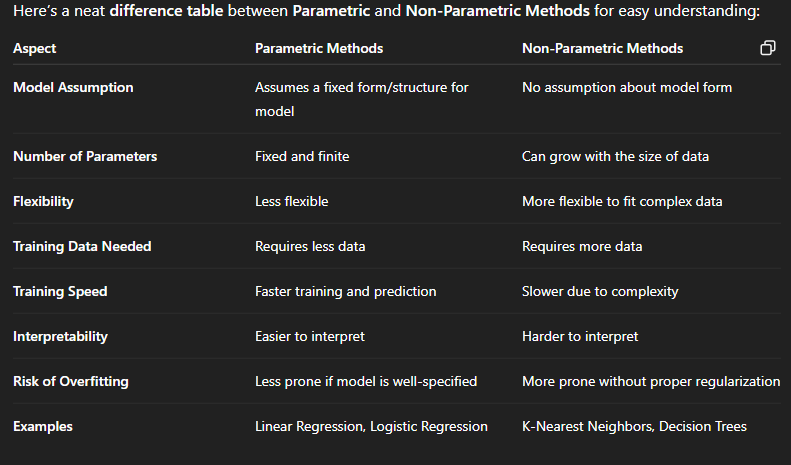 Here's a neat difference table between Parametric and Non-Parametric Methods for easy understanding:
Aspect Parametric Methods Non-Parametric Methods
Model Assumption Assumes a fixed form/structure for model No assumption about model form
Number of Parameters Fixed and finite Can grow with the size of data
Flexibility Less flexible More flexible to fit complex data
Training Data Needed Requires less data Requires more data
Training Speed Faster training and prediction Slower due to complexity
Interpretability Easier to interpret Harder to interpret
Risk of Overfitting Less prone if model is well-specified More prone without proper regularization
Examples Linear Regression, Logistic Regression K-Nearest Neighbors, Decision Trees